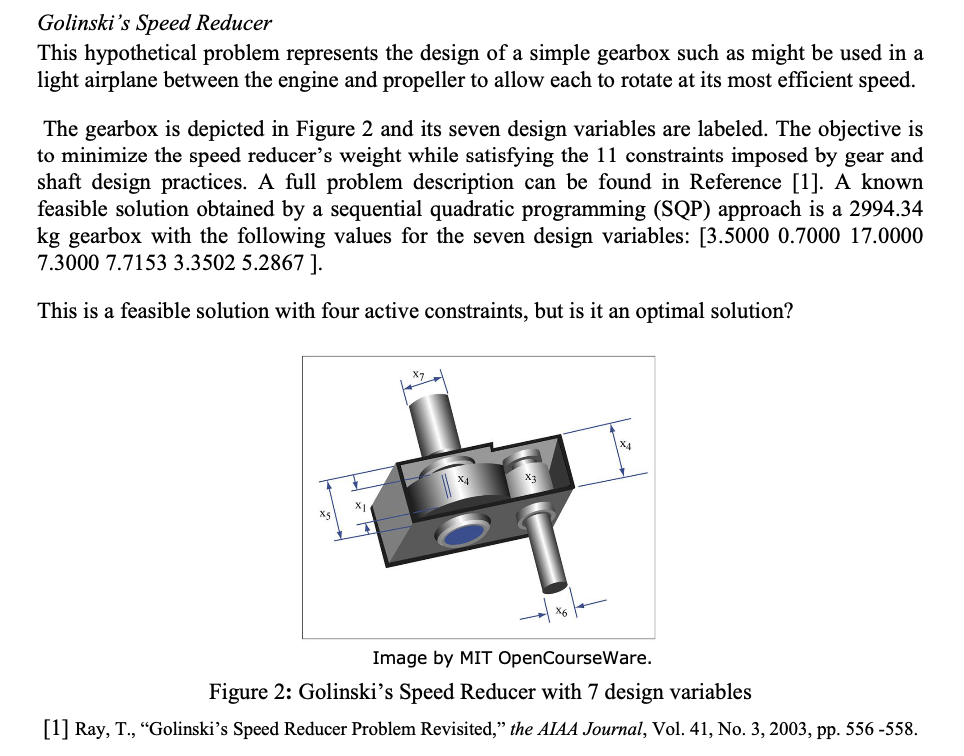 Golinski's Speed Reducer
This hypothetical problem represents the design of a simple gearbox such as might be used in a
light airplane between the engine and propeller to allow each to rotate at its most efficient speed.
The gearbox is depicted in Figure 2 and its seven design variables are labeled. The objective is
to minimize the speed reducer's weight while satisfying the 11 constraints imposed by gear and
shaft design practices. A full problem description can be found in Reference [1]. A known
feasible solution obtained by a sequential quadratic programming (SQP) approach is a 2994.34
kg gearbox with the following values for the seven design variables: [3.5000 0.7000 17.0000
7.3000 7.7153 3.3502 5.2867 ].
This is a feasible solution with four active constraints, but is it an optimal solution?
x7
x4
x4
x3
x1
x5
x6
Image by MIT OpenCourseWare.
Figure 2: Golinski's Speed Reducer with 7 design variables
[1] Ray, T., “Golinski's Speed Reducer Problem Revisited,” the AIAA Journal, Vol. 41, No. 3, 2003, pp. 556 -558.